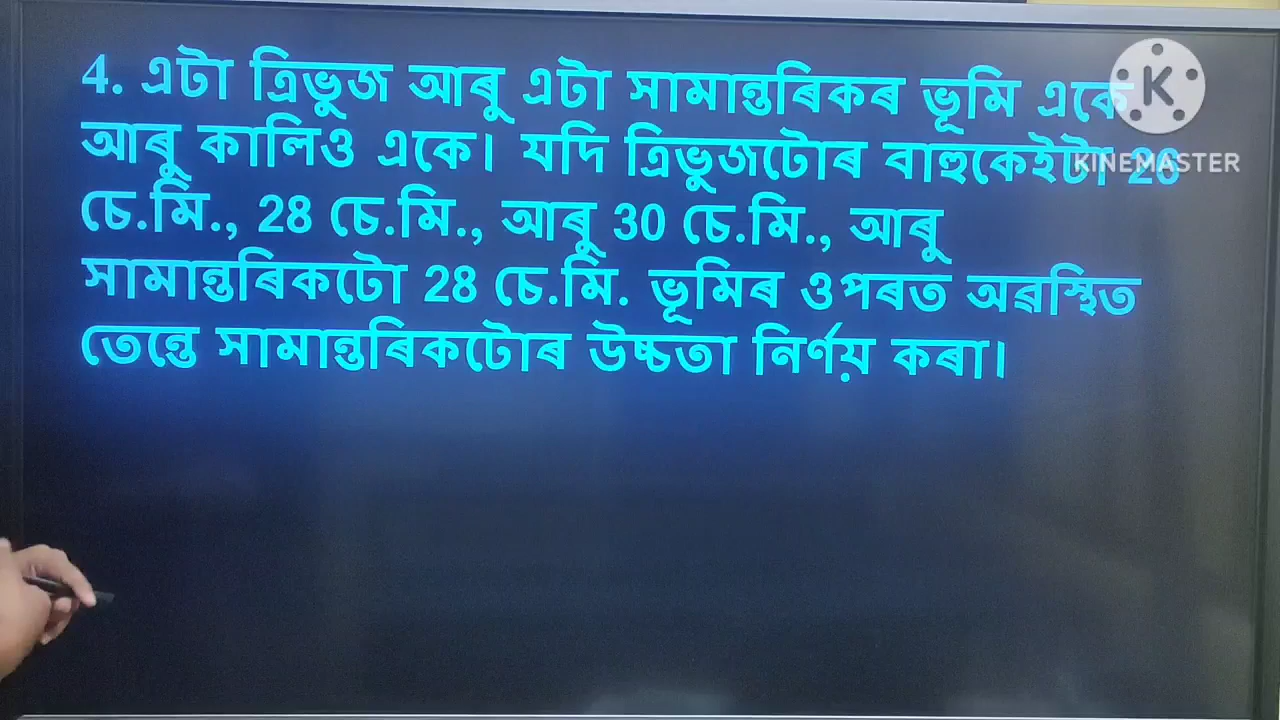 4. এটা ত্ৰিভুজ আৰু এটা সামান্তৰিকৰ ভূমি একে
আৰু কালিও একে। যদি ত্ৰিভুজটোৰ বাহুকেইটা 26
চে.মি., 28 চে.মি., আৰু 30 চে.মি., আৰু
সামান্তৰিকটো 28 চে.মি. ভূমিৰ ওপৰত অৱস্থিত
তেন্তে সামান্তৰিকটোৰ উচ্চতা নিৰ্ণয় কৰা।
K
KINEMASTER